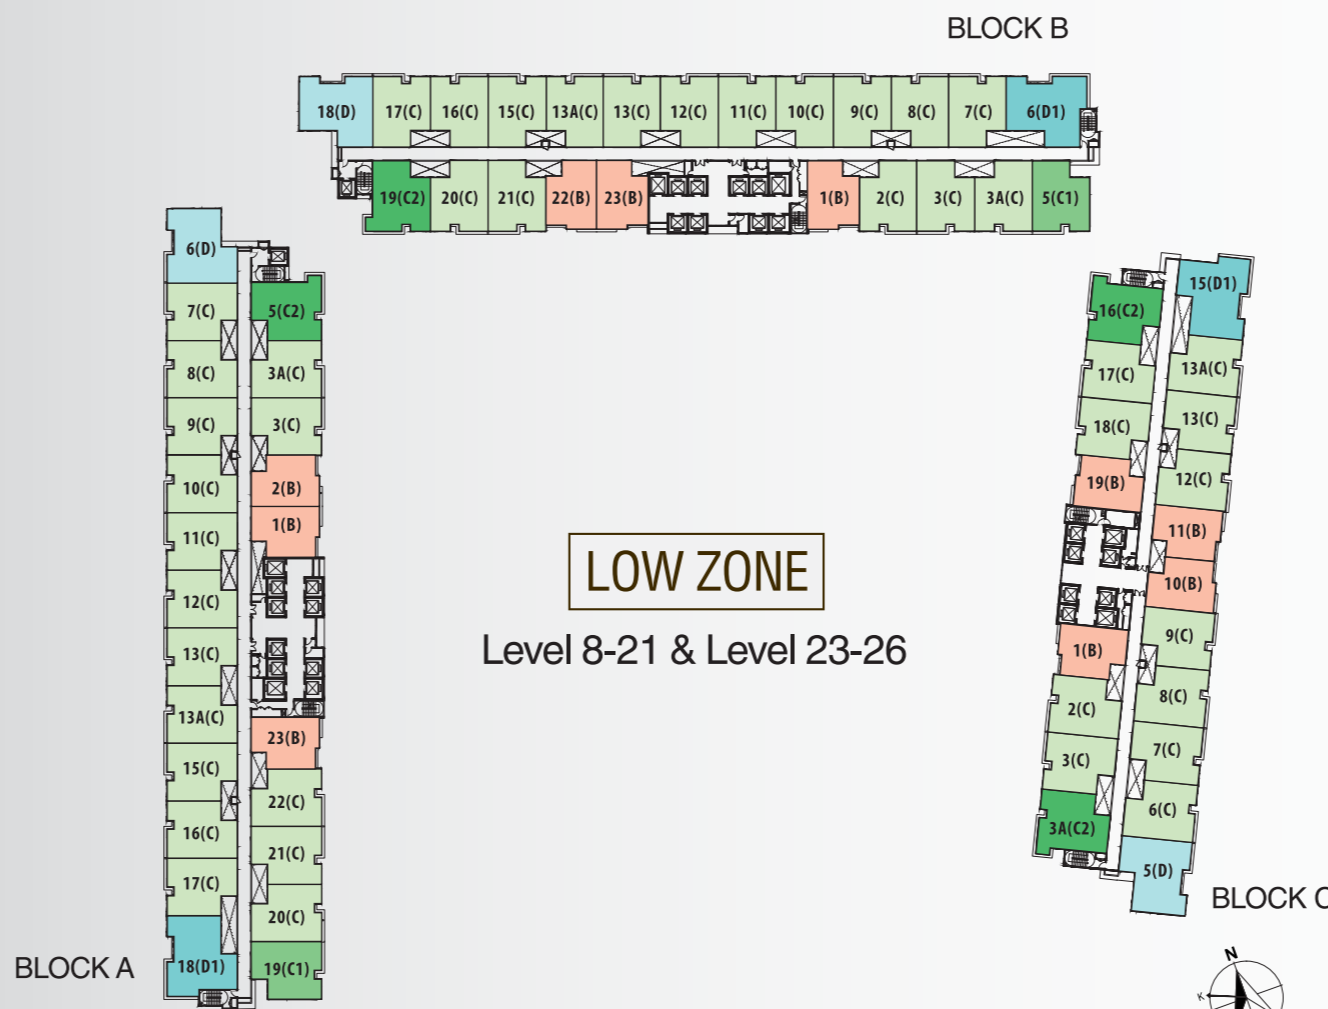 BLOCK B
18(D) 17(C) 16(C) 15(C) 13A(C) 13(C) 12(C) 11(C) 10(C) 9(C) 8(C) 7(C) 6(D1)
19(C2) 20(C) 21(C) 22(B) 23(B) 1(B) 2(C) 3(C) 3A(C) 5(C1)
6(D)
7(C)
8(C)
9(C)
10(C)
11(C)
12(C)
13(C)
13A(C)
15(C)
16(C)
17(C)
18(D1)
5(C2)
3A(C)
3(C)
2(B)
1(B)
23(B)
22(C)
21(C)
20(C)
19(C1)
BLOCK A
LOW ZONE
Level 8-21 & Level 23-26
16(C2)
17(C)
18(C)
19(B)
1(B)
2(C)
3(C)
3A(C2)
15(D1)
13A(C)
13(C)
12(C)
11(B)
10(B)
9(C)
8(C)
7(C)
6(C)
5(D)
BLOCK C
N
K